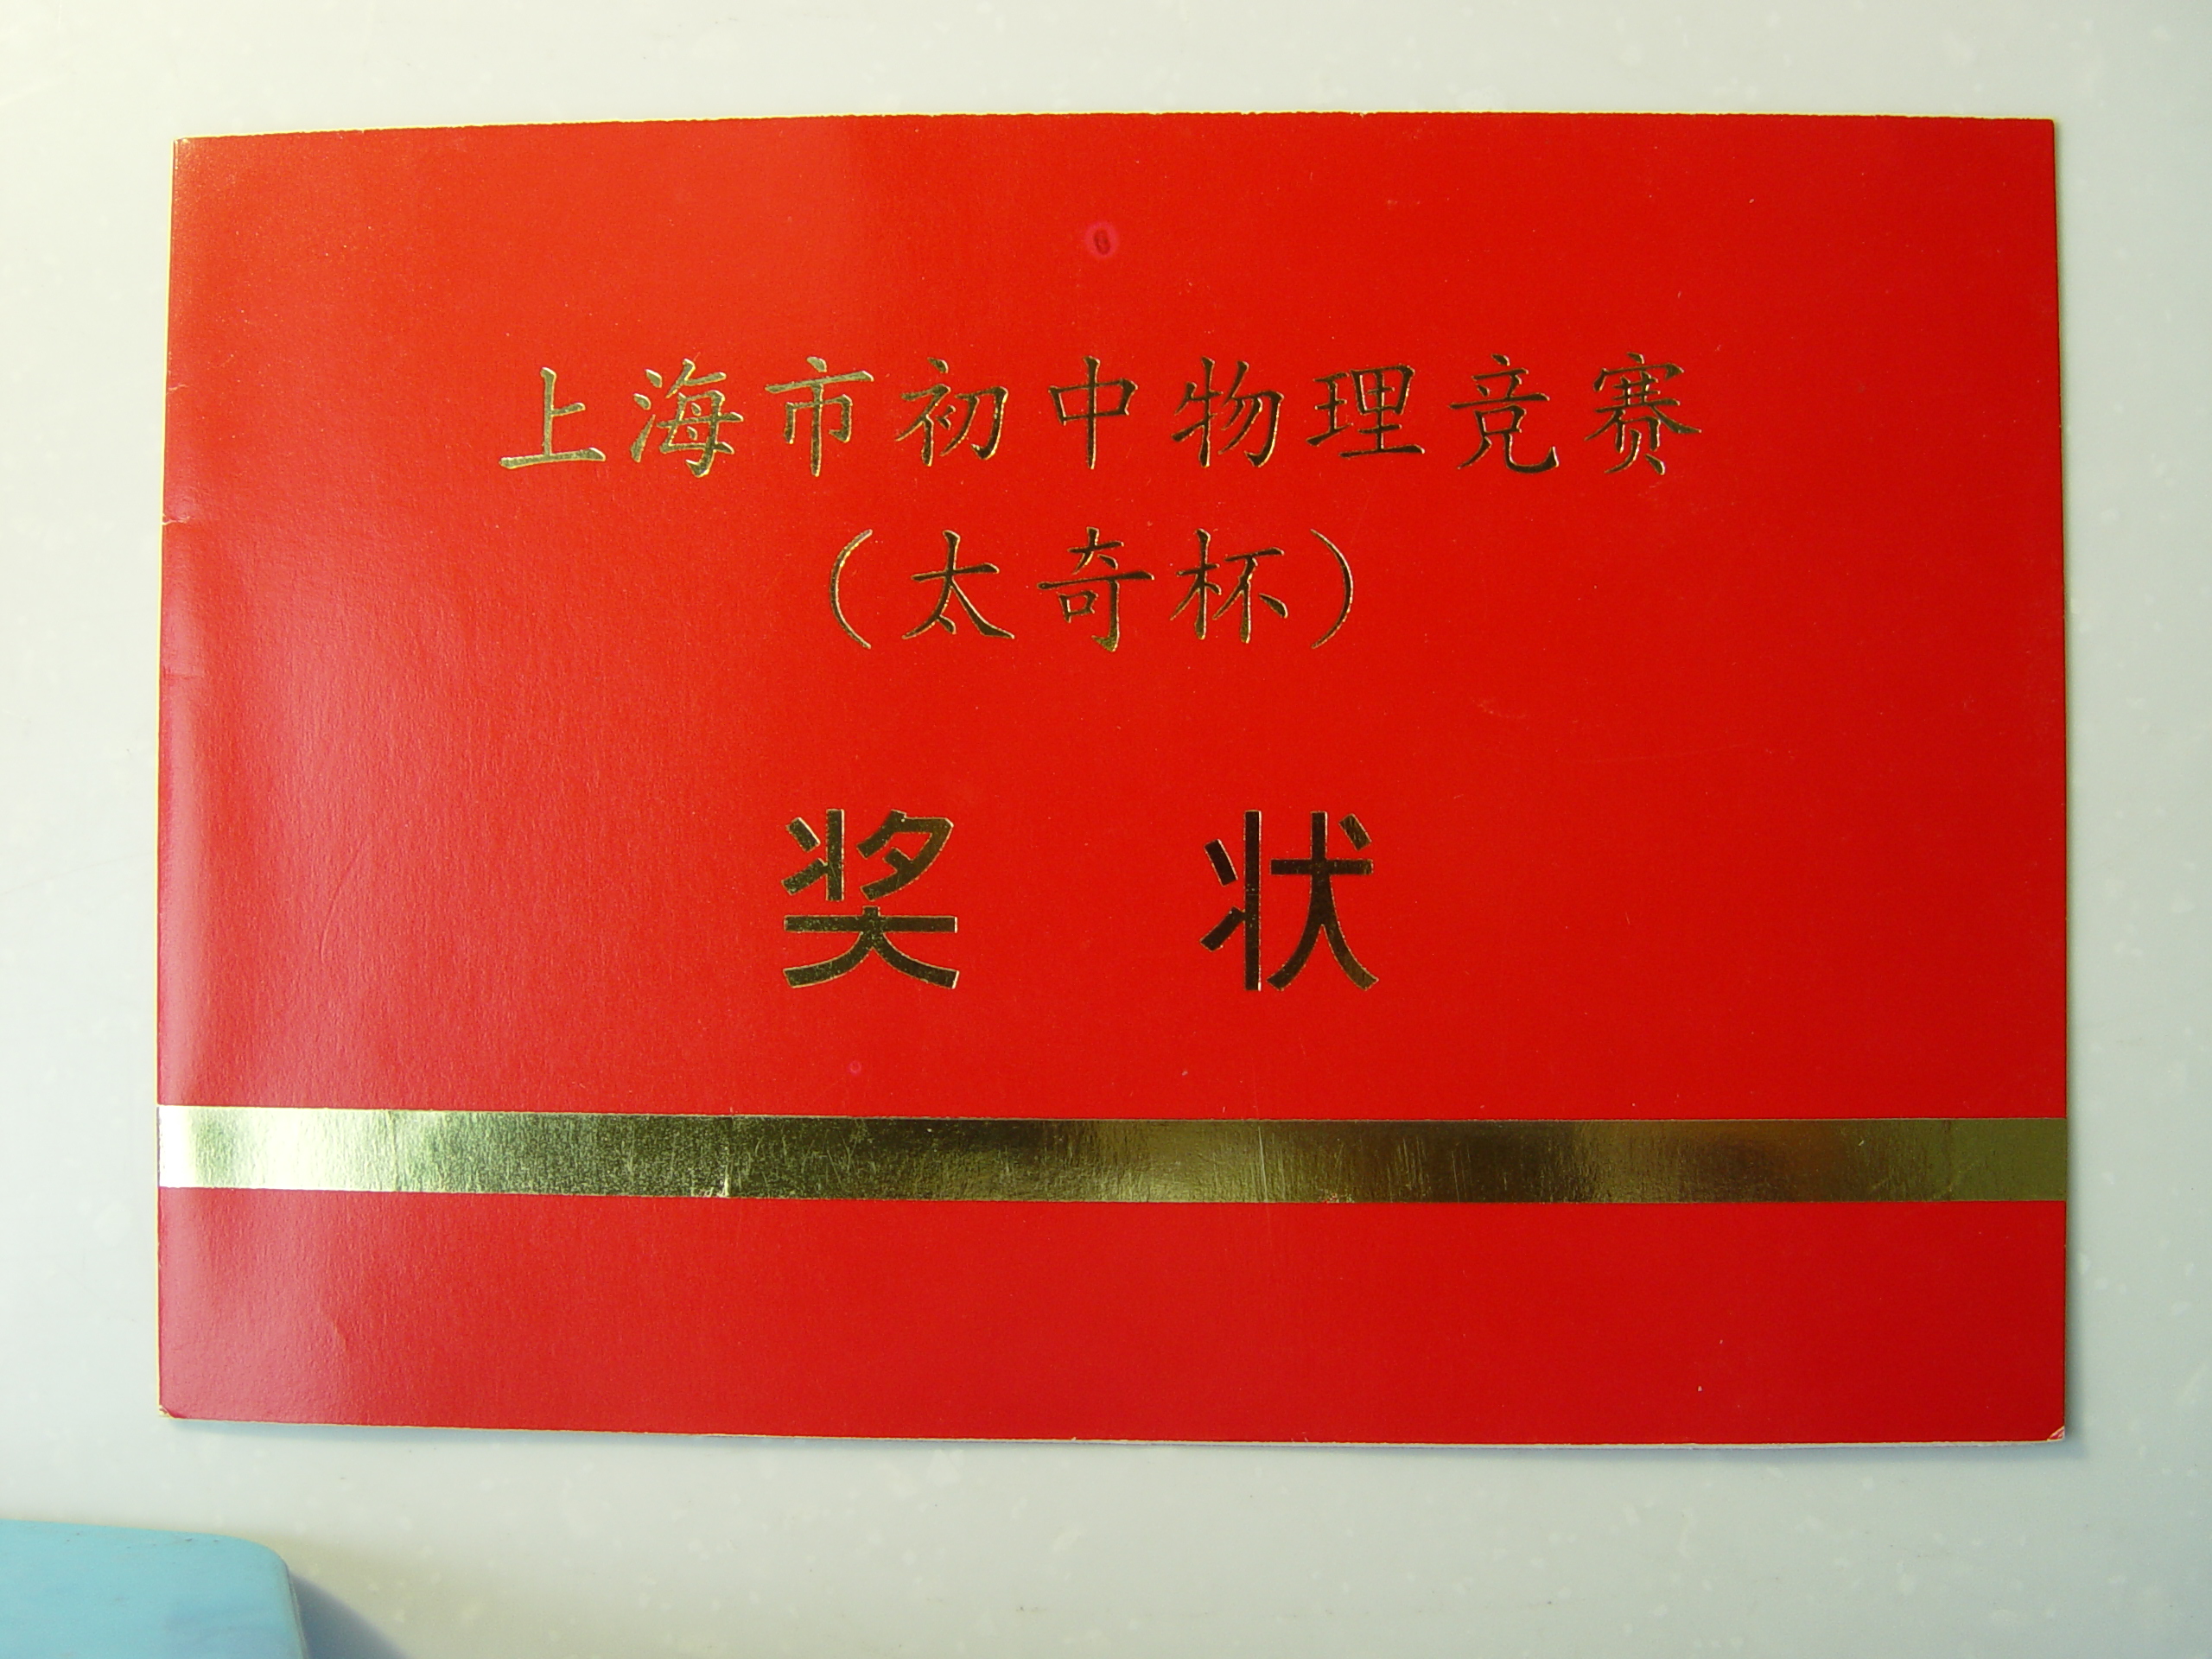 上海市初中物理竞赛
（太奇杯）
奖 状